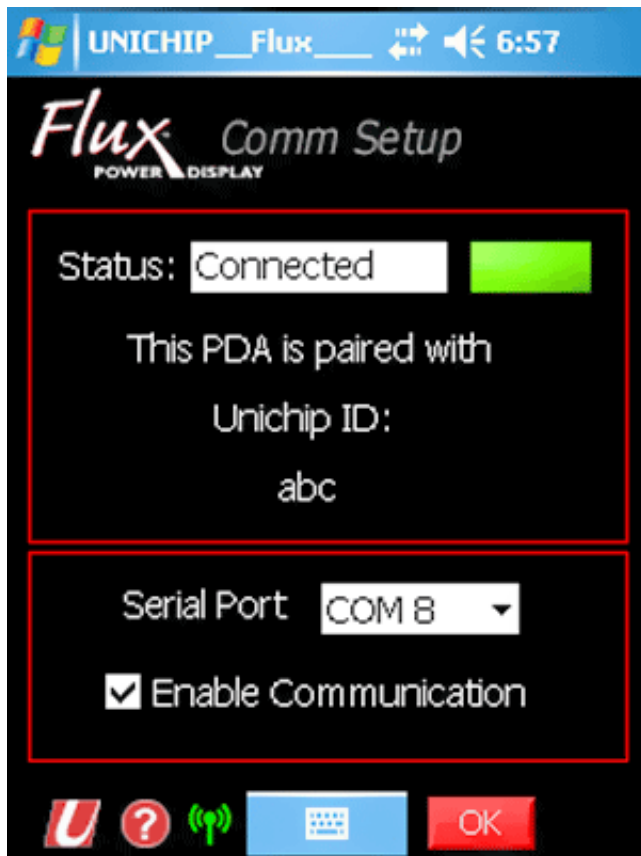 UNICHIP__Flux___ 6:57
Flux Comm Setup
POWER DISPLAY
Status: Connected
This PDA is paired with
Unichip ID:
abc
Serial Port COM 8
Enable Communication
U ? OK